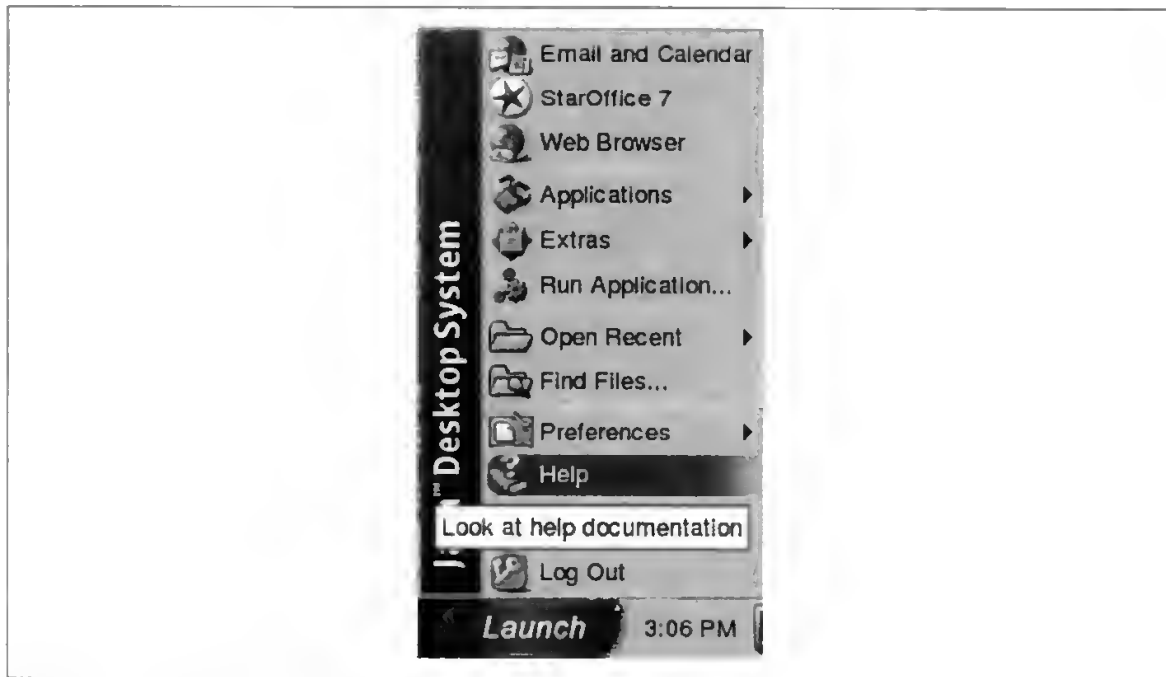 Email and Calendar
StarOffice 7
Web Browser
Applications
Extras
Run Application...
Open Recent
Find Files...
Preferences
Help
Look at help documentation
Log Out
Desktop System
Launch
3:06 PM